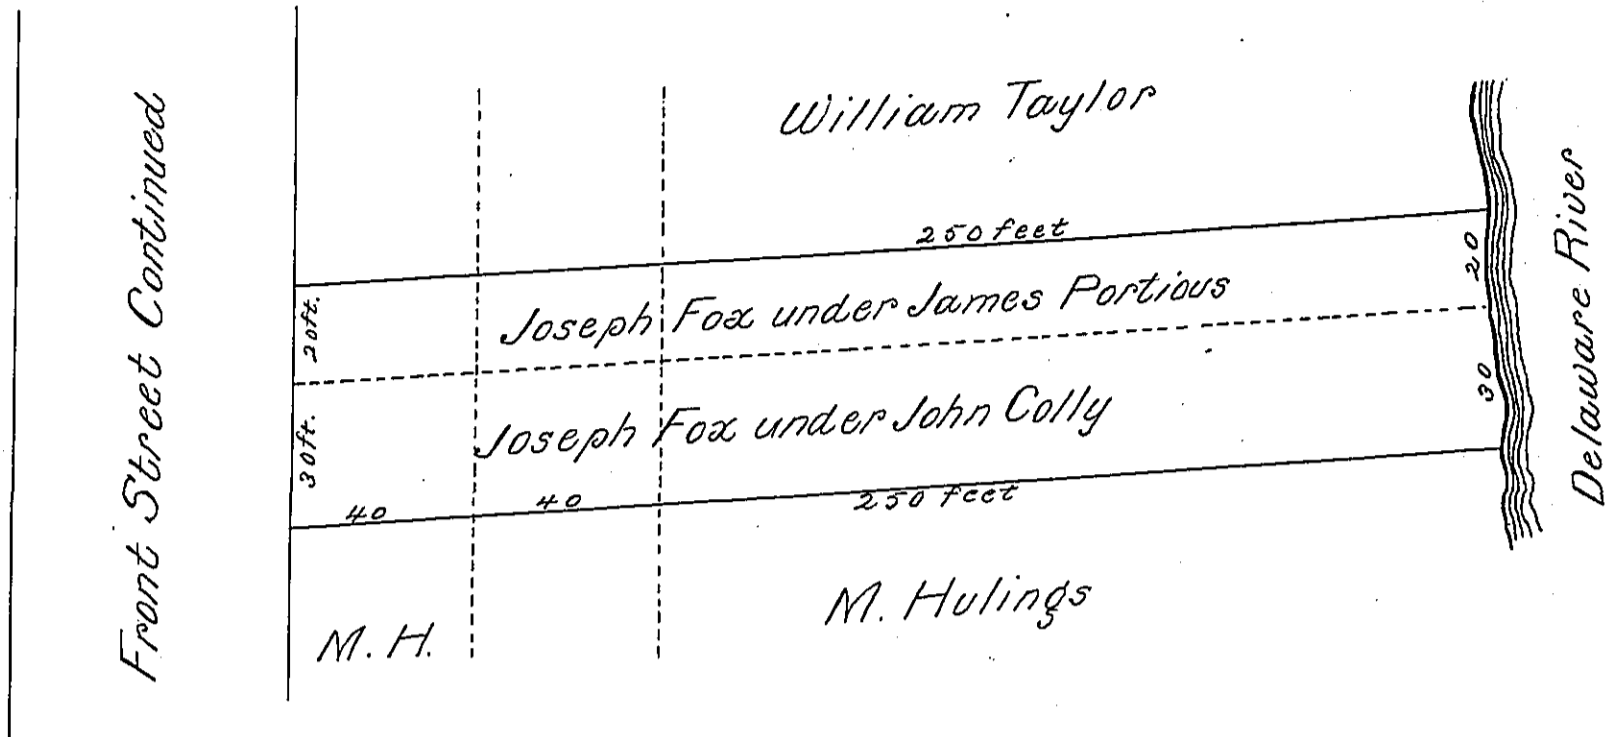 Front Street Continued
William Taylor
250 feet
20
20ft.
Joseph Fox under James Portious
Delaware River
30ft.
Joseph Fox under John Colly
30
40
40
250 feet
M. H.
M. Hulings